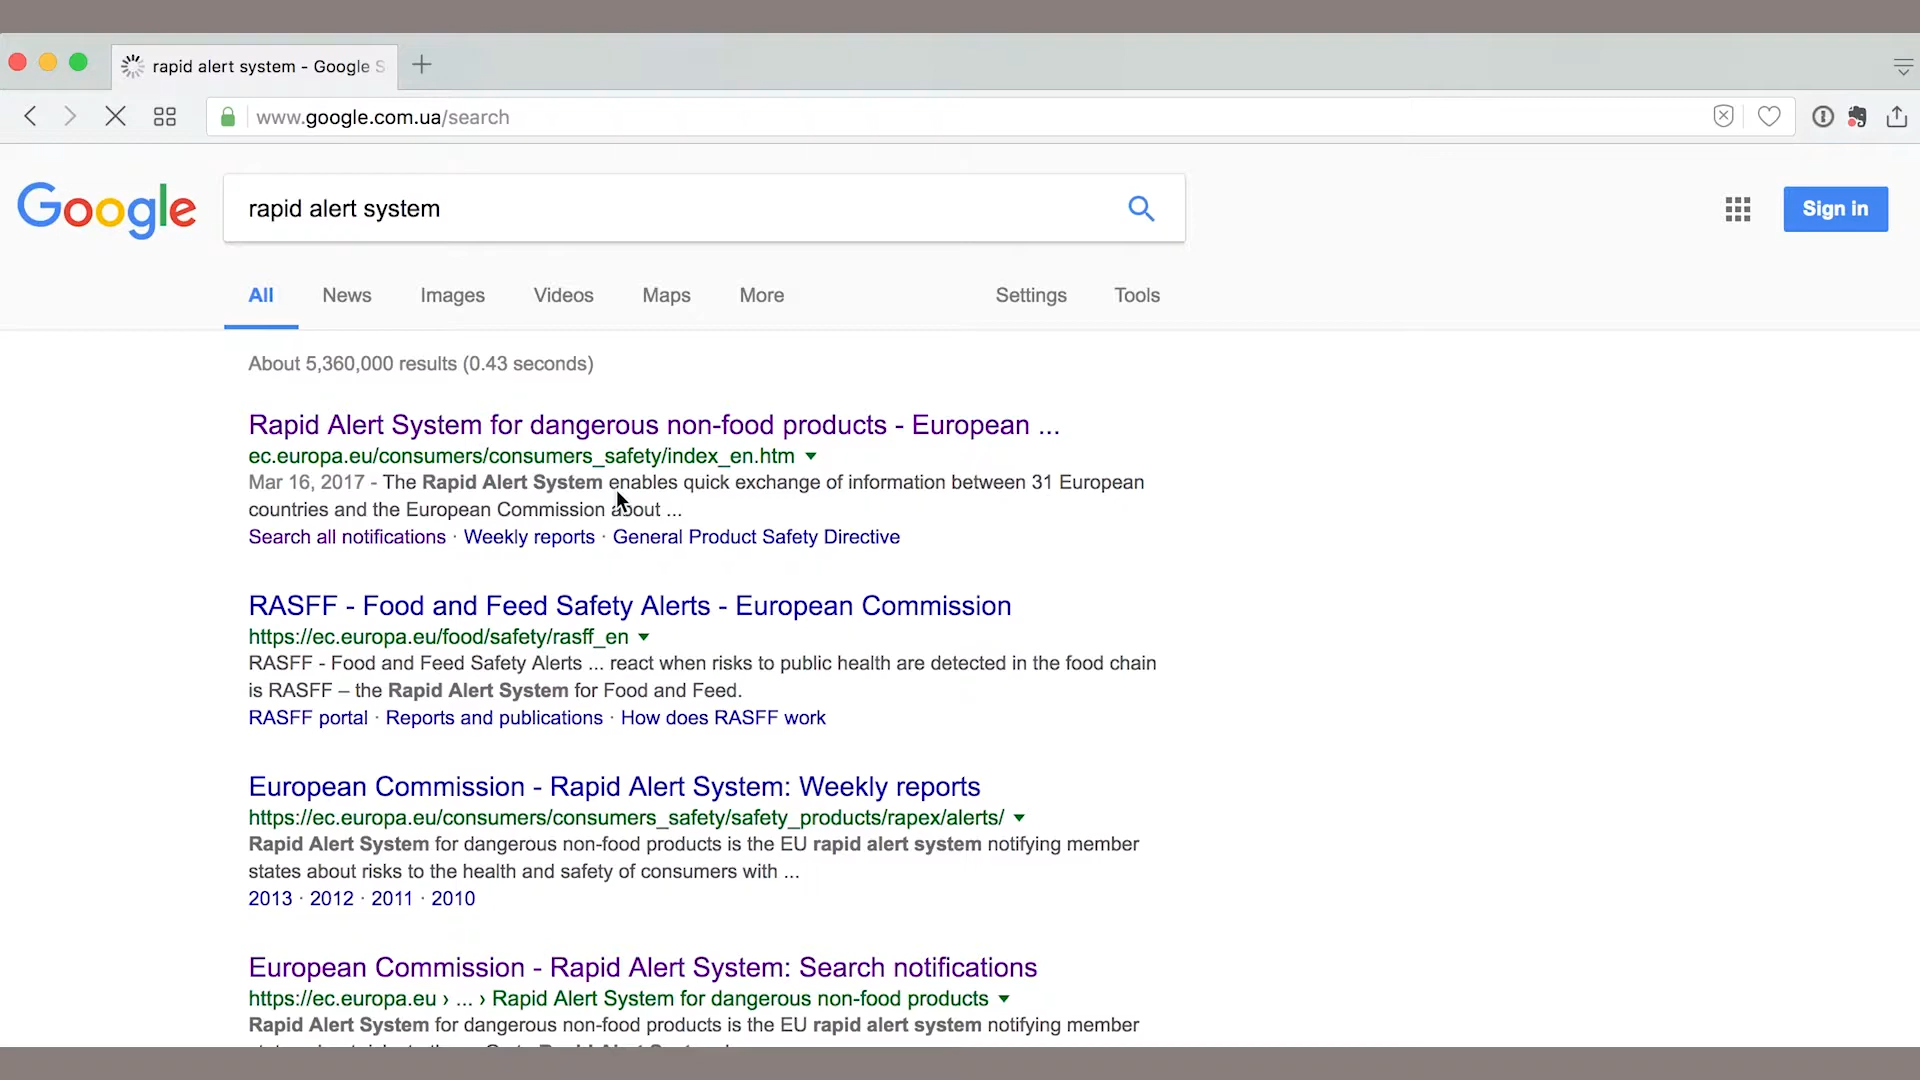 rapid alert system - Google S
www.google.com.ua/search
Google
rapid alert system
Sign in
All News Images Videos Maps More Settings Tools
About 5,360,000 results (0.43 seconds)
Rapid Alert System for dangerous non-food products - European ...
ec.europa.eu/consumers/consumers_safety/index_en.htm
Mar 16, 2017 - The Rapid Alert System enables quick exchange of information between 31 European
countries and the European Commission about ...
Search all notifications · Weekly reports · General Product Safety Directive
RASFF - Food and Feed Safety Alerts - European Commission
https://ec.europa.eu/food/safety/rasff_en
RASFF - Food and Feed Safety Alerts ... react when risks to public health are detected in the food chain
is RASFF – the Rapid Alert System for Food and Feed.
RASFF portal · Reports and publications · How does RASFF work
European Commission - Rapid Alert System: Weekly reports
https://ec.europa.eu/consumers/consumers_safety/safety_products/rapex/alerts/
Rapid Alert System for dangerous non-food products is the EU rapid alert system notifying member
states about risks to the health and safety of consumers with ...
2013 · 2012 · 2011 · 2010
European Commission - Rapid Alert System: Search notifications
https://ec.europa.eu › ... › Rapid Alert System for dangerous non-food products
Rapid Alert System for dangerous non-food products is the EU rapid alert system notifying member